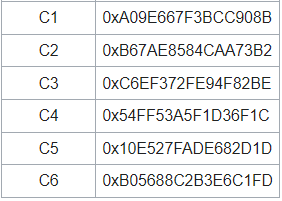 C1 0xA09E667F3BCC908B
C2 0xB67AE8584CAA73B2
C3 0xC6EF372FE94F82BE
C4 0x54FF53A5F1D36F1C
C5 0x10E527FADE682D1D
C6 0xB05688C2B3E6C1FD